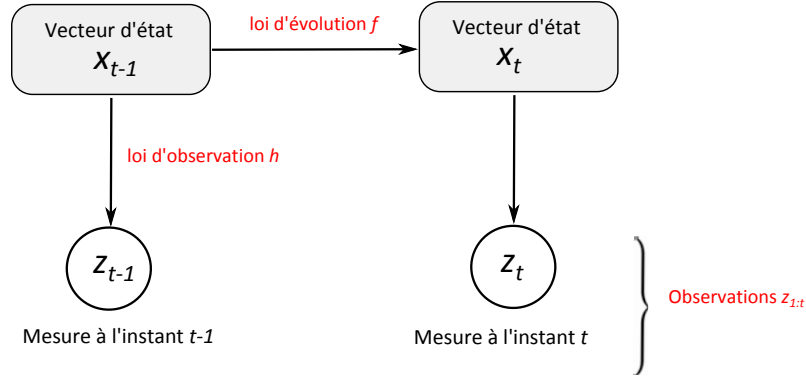 Vecteur d'état
x_{t-1}
loi d'évolution f
Vecteur d'état
x_t
loi d'observation h
z_{t-1}
z_t
Observations z_{1:t}
Mesure à l'instant t-1
Mesure à l'instant t